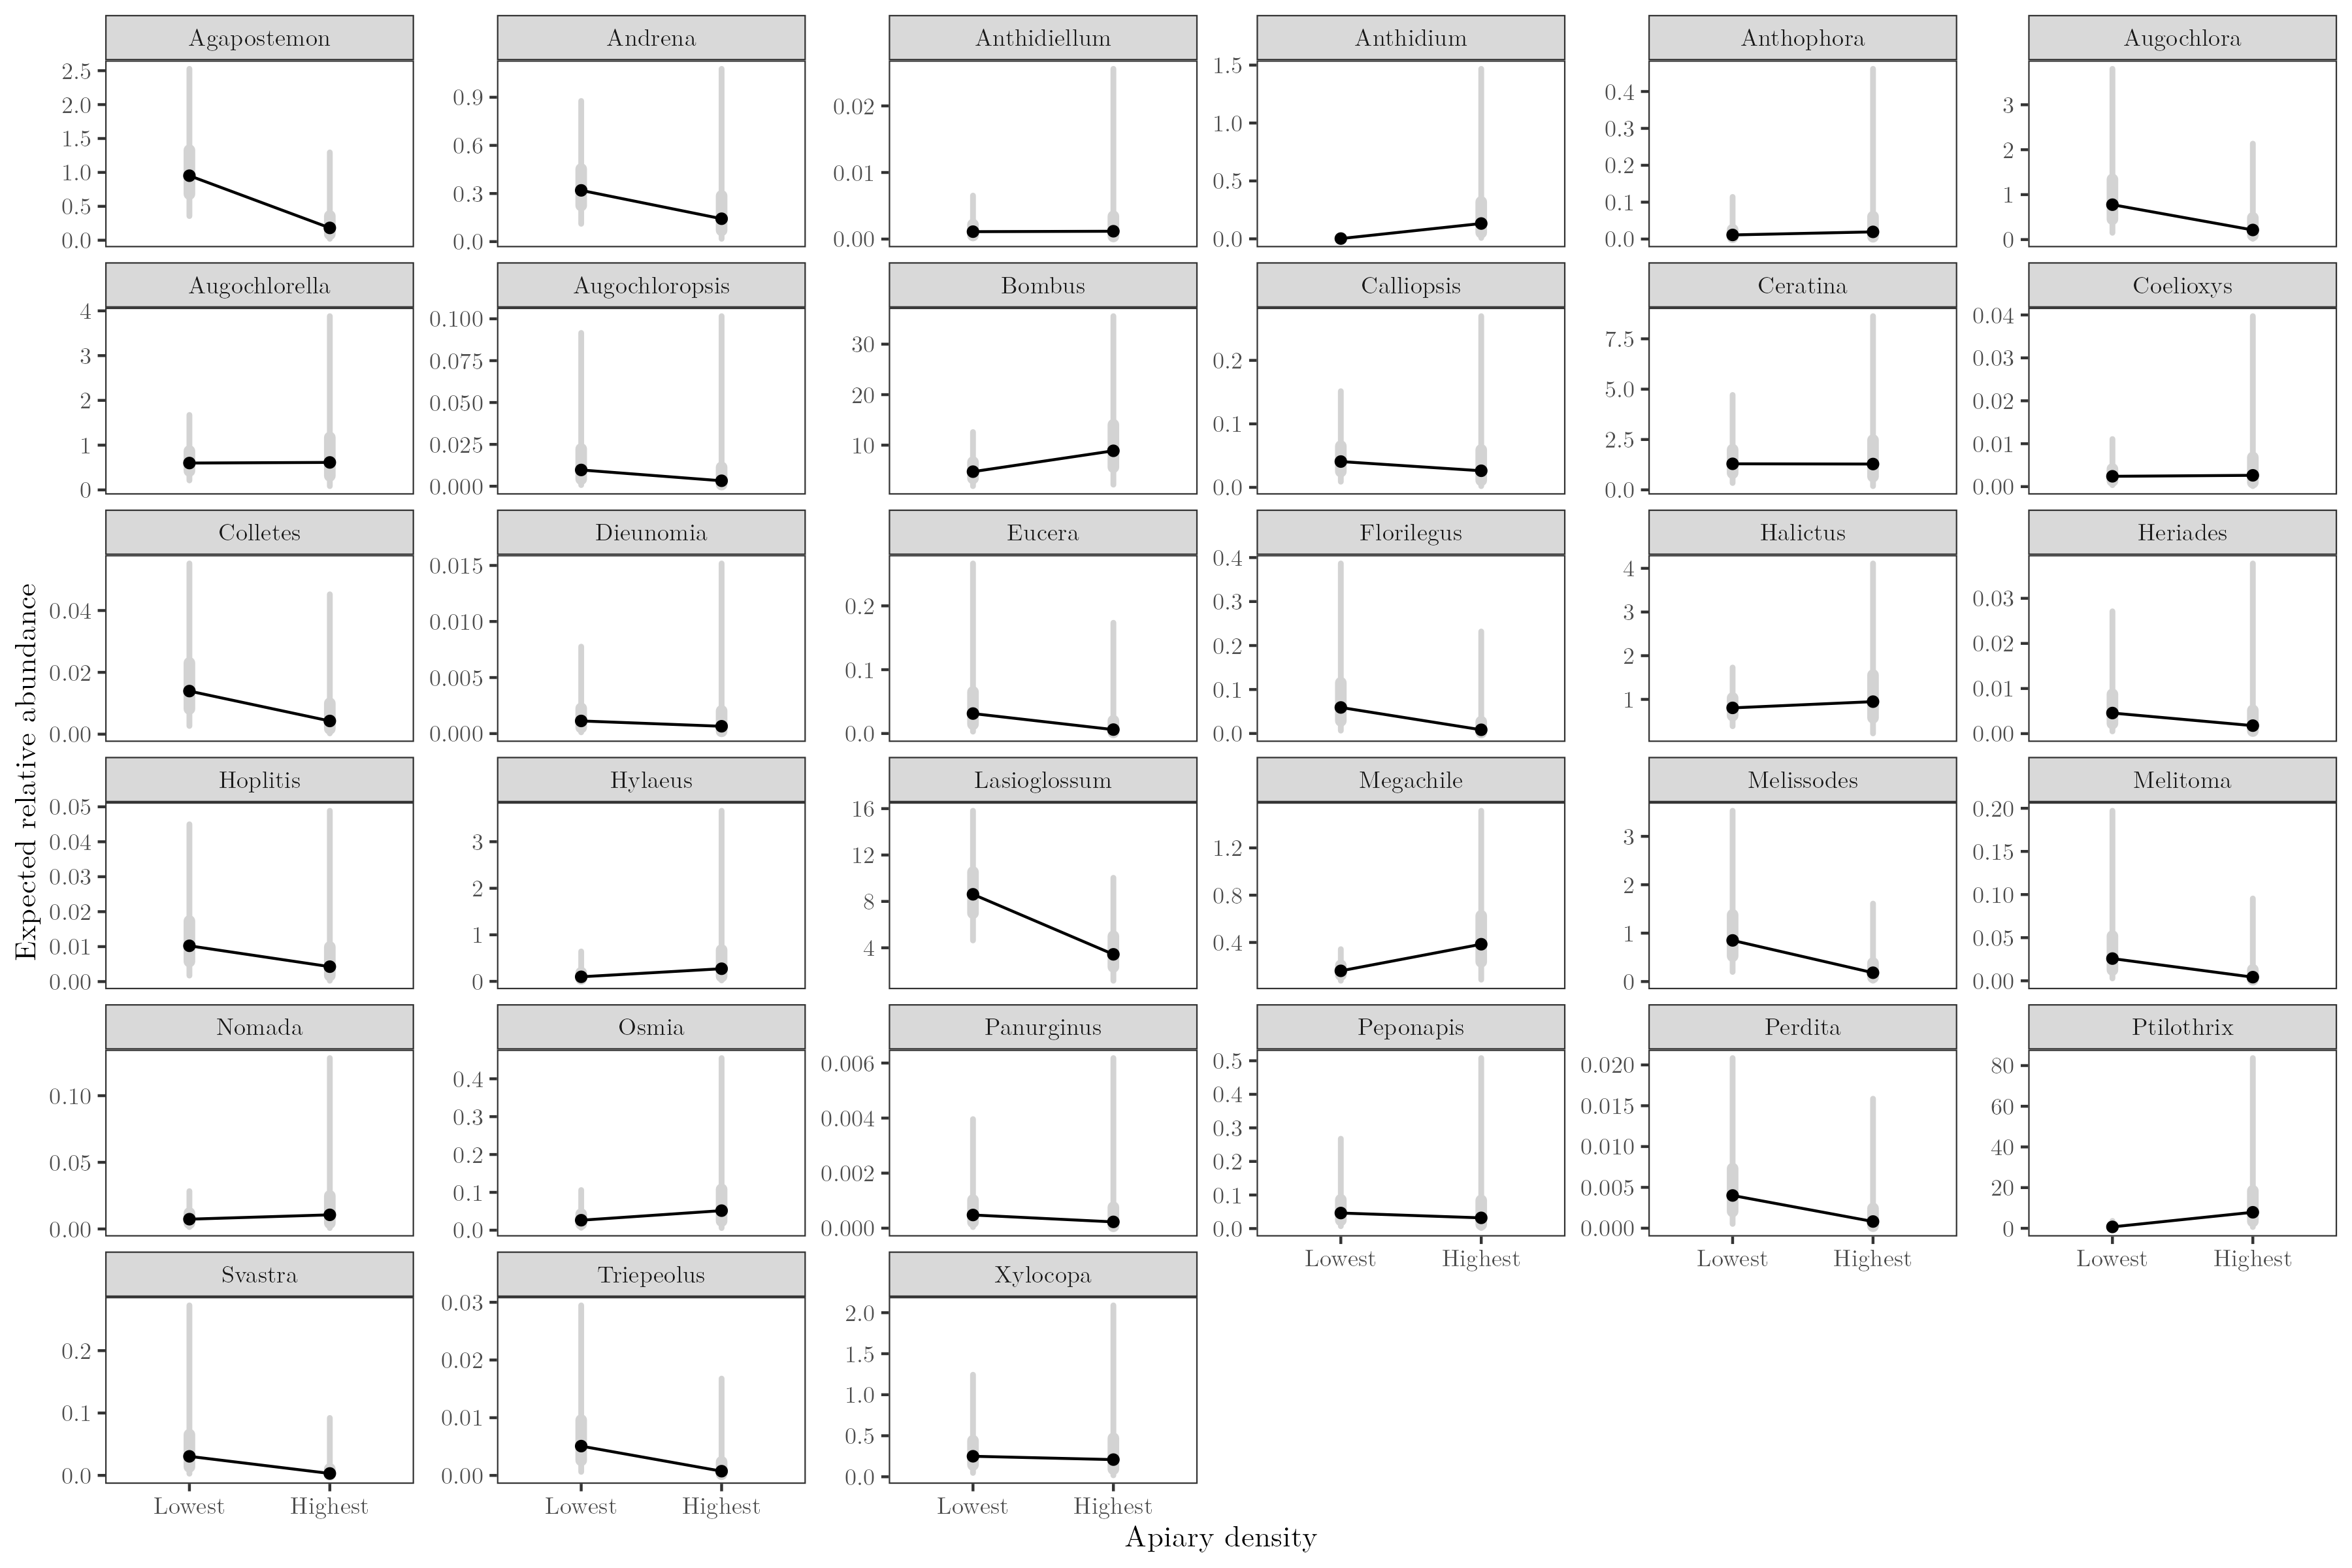 Agapostemon Andrena Anthidiellum Anthidium Anthophora Augochlora
2.5 2.0 1.5 1.0 0.5 0.0
0.9 0.6 0.3 0.0
0.02 0.01 0.00
1.5 1.0 0.5 0.0
0.4 0.3 0.2 0.1 0.0
3 2 1 0
Augochlorella Augochloropsis Bombus Calliopsis Ceratina Coelioxys
4 3 2 1 0
0.100 0.075 0.050 0.025 0.000
30 20 10
0.2 0.1 0.0
7.5 5.0 2.5 0.0
0.04 0.03 0.02 0.01 0.00
Colletes Dieunomia Eucera Florilegus Halictus Heriades
0.04 0.02 0.00
0.015 0.010 0.005 0.000
0.2 0.1 0.0
0.4 0.3 0.2 0.1 0.0
4 3 2 1
0.03 0.02 0.01 0.00
Expected relative abundance
Hoplitis Hylaeus Lasioglossum Megachile Melissodes Melitoma
0.05 0.04 0.03 0.02 0.01 0.00
3 2 1 0
16 12 8 4
1.2 0.8 0.4
3 2 1 0
0.20 0.15 0.10 0.05 0.00
Nomada Osmia Panurginus Peponapis Perdita Ptilothrix
0.10 0.05 0.00
0.4 0.3 0.2 0.1 0.0
0.006 0.004 0.002 0.000
0.5 0.4 0.3 0.2 0.1 0.0
0.020 0.015 0.010 0.005 0.000
80 60 40 20 0
Lowest Highest Lowest Highest Lowest Highest
Svastra Triepeolus Xylocopa
0.2 0.1 0.0
0.03 0.02 0.01 0.00
2.0 1.5 1.0 0.5 0.0
Lowest Highest Lowest Highest Lowest Highest
Apiary density